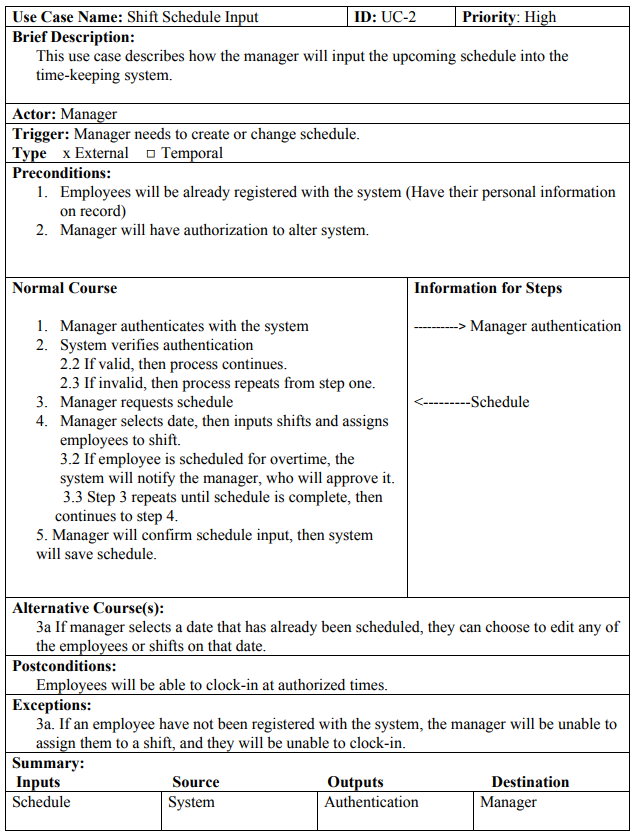 Use Case Name: Shift Schedule Input ID: UC-2 Priority: High
Brief Description:
This use case describes how the manager will input the upcoming schedule into the
time-keeping system.
Actor: Manager
Trigger: Manager needs to create or change schedule.
Type x External □ Temporal
Preconditions:
1. Employees will be already registered with the system (Have their personal information
on record)
2. Manager will have authorization to alter system.
Normal Course
1. Manager authenticates with the system
2. System verifies authentication
2.2 If valid, then process continues.
2.3 If invalid, then process repeats from step one.
3. Manager requests schedule
4. Manager selects date, then inputs shifts and assigns
employees to shift.
3.2 If employee is scheduled for overtime, the
system will notify the manager, who will approve it.
3.3 Step 3 repeats until schedule is complete, then
continues to step 4.
5. Manager will confirm schedule input, then system
will save schedule.
Information for Steps
----------> Manager authentication
<---------Schedule
Alternative Course(s):
3a If manager selects a date that has already been scheduled, they can choose to edit any of
the employees or shifts on that date.
Postconditions:
Employees will be able to clock-in at authorized times.
Exceptions:
3a. If an employee have not been registered with the system, the manager will be unable to
assign them to a shift, and they will be unable to clock-in.
Summary:
Inputs Source Outputs Destination
Schedule System Authentication Manager